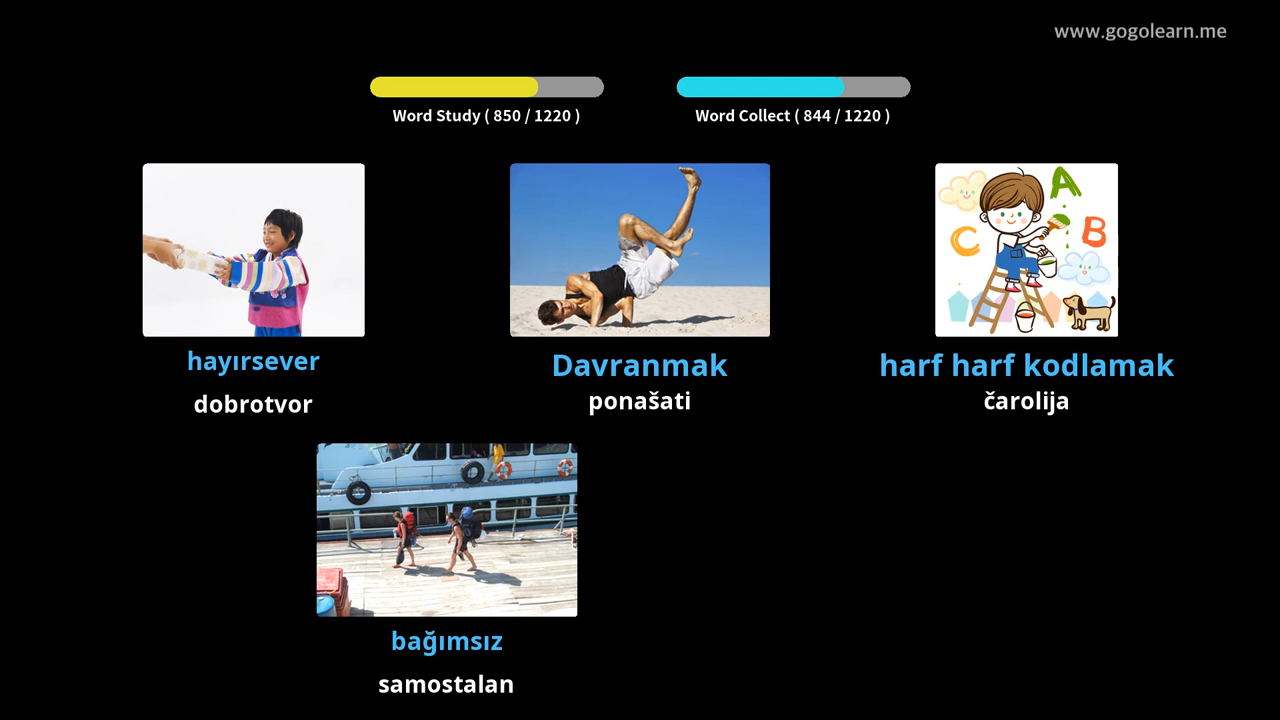 www.gogolearn.me
Word Study ( 850 / 1220 )
Word Collect ( 844 / 1220 )
hayırsever
dobrotvor
Davranmak
ponašati
harf harf kodlamak
čarolija
A
B
C
bağımsız
samostalan